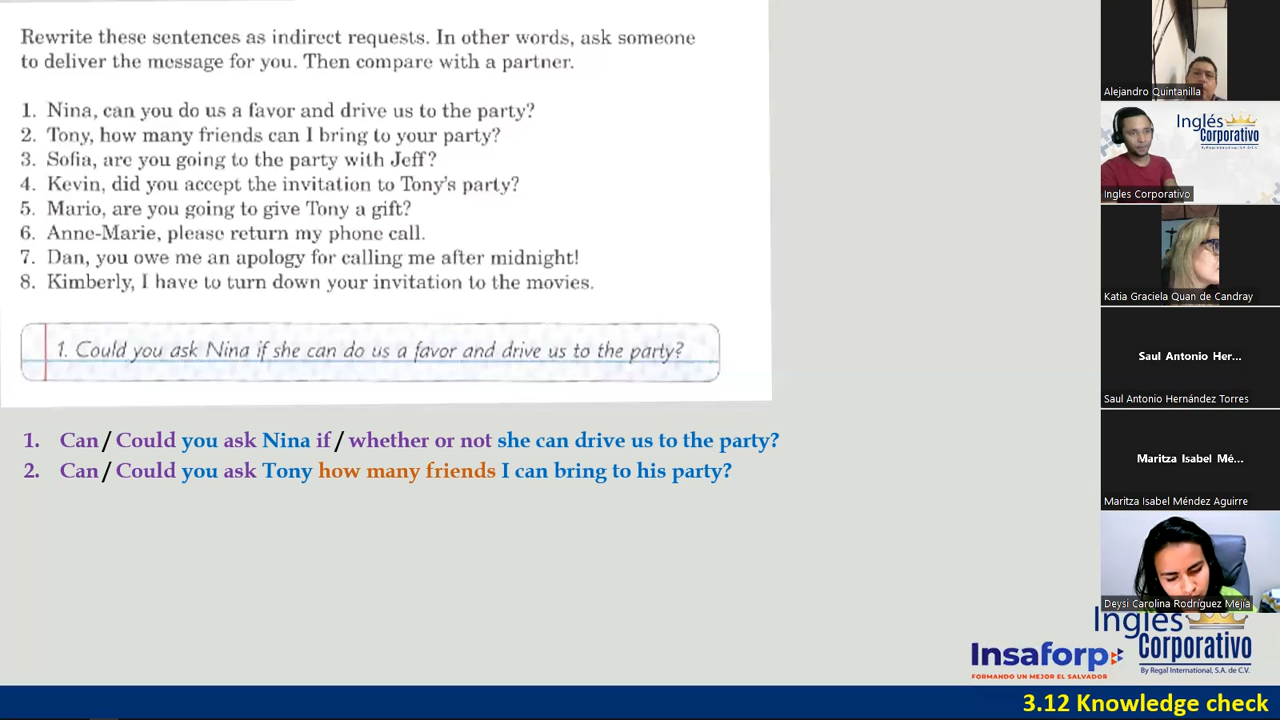 Rewrite these sentences as indirect requests. In other words, ask someone
to deliver the message for you. Then compare with a partner.
1. Nina, can you do us a favor and drive us to the party?
2. Tony, how many friends can I bring to your party?
3. Sofia, are you going to the party with Jeff?
4. Kevin, did you accept the invitation to Tony's party?
5. Mario, are you going to give Tony a gift?
6. Anne-Marie, please return my phone call.
7. Dan, you owe me an apology for calling me after midnight!
8. Kimberly, I have to turn down your invitation to the movies.
1. Could you ask Nina if she can do us a favor and drive us to the party?
1. Can/Could you ask Nina if/whether or not she can drive us to the party?
2. Can/Could you ask Tony how many friends I can bring to his party?
Alejandro Quintanilla
Inglés
Corporativo
By Regal International, S.A. de C.V.
Ingles Corporativo
Katia Graciela Quan de Candray
Saul Antonio Her...
Saul Antonio Hernández Torres
Maritza Isabel Mé...
Maritza Isabel Méndez Aguirre
Deysi Carolina Rodríguez Mejía
Inglés
Corporativo
By Regal International, S.A. de C.V.
Insaforp
FORMANDO UN MEJOR EL SALVADOR
3.12 Knowledge check